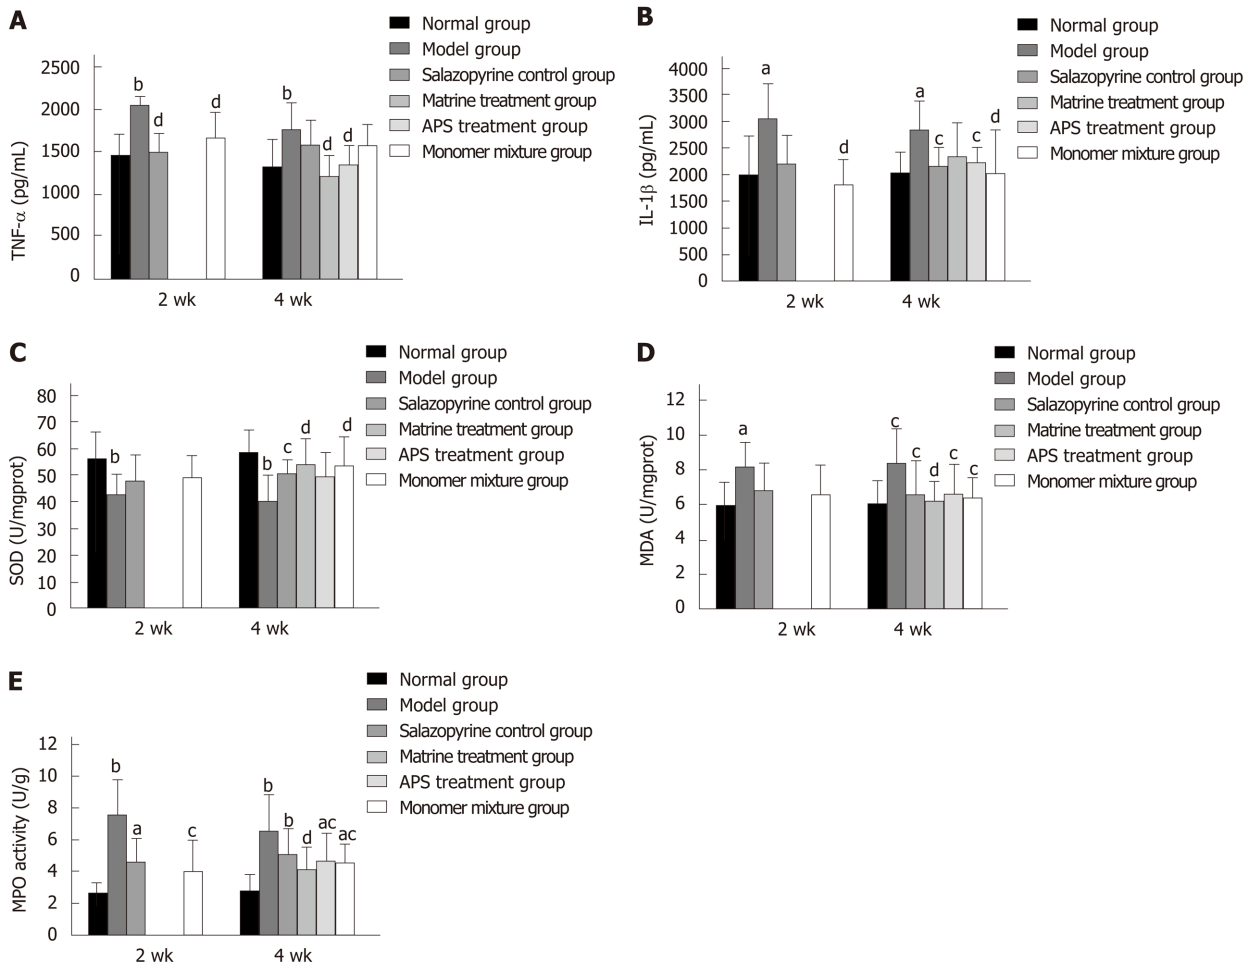 A
Normal group
Model group
Salazopyrine control group
Matrine treatment group
APS treatment group
Monomer mixture group
TNF-α (pg/mL)
2500
2000
1500
1000
500
0
b
d
d
b
d
d
2 wk
4 wk
B
Normal group
Model group
Salazopyrine control group
Matrine treatment group
APS treatment group
Monomer mixture group
IL-1β (pg/mL)
4000
3500
3000
2500
2000
1500
1000
500
0
a
d
a
c
c
d
2 wk
4 wk
C
Normal group
Model group
Salazopyrine control group
Matrine treatment group
APS treatment group
Monomer mixture group
SOD (U/mgprot)
80
70
60
50
40
30
20
10
0
b
b
c
d
d
2 wk
4 wk
D
Normal group
Model group
Salazopyrine control group
Matrine treatment group
APS treatment group
Monomer mixture group
MDA (U/mgprot)
12
10
8
6
4
2
0
a
c
c
d
c
c
2 wk
4 wk
E
Normal group
Model group
Salazopyrine control group
Matrine treatment group
APS treatment group
Monomer mixture group
MPO activity (U/g)
12
10
8
6
4
2
0
b
a
c
b
b
d
ac
ac
2 wk
4 wk